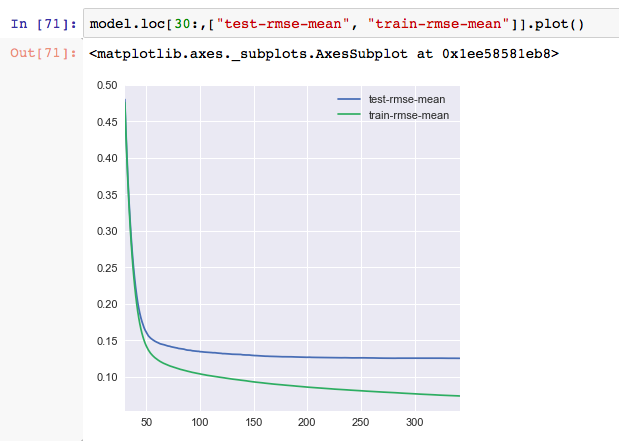 In [71]: model.loc[30:,["test-rmse-mean", "train-rmse-mean"]].plot()
Out[71]: <matplotlib.axes._subplots.AxesSubplot at 0x1ee58581eb8>
0.50
test-rmse-mean
train-rmse-mean
0.45
0.40
0.35
0.30
0.25
0.20
0.15
0.10
50 100 150 200 250 300